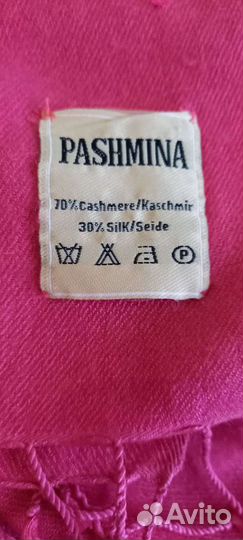 PASHMINA
70% Cashmere/Kaschmir
30% Silk/Seide
P
Avito